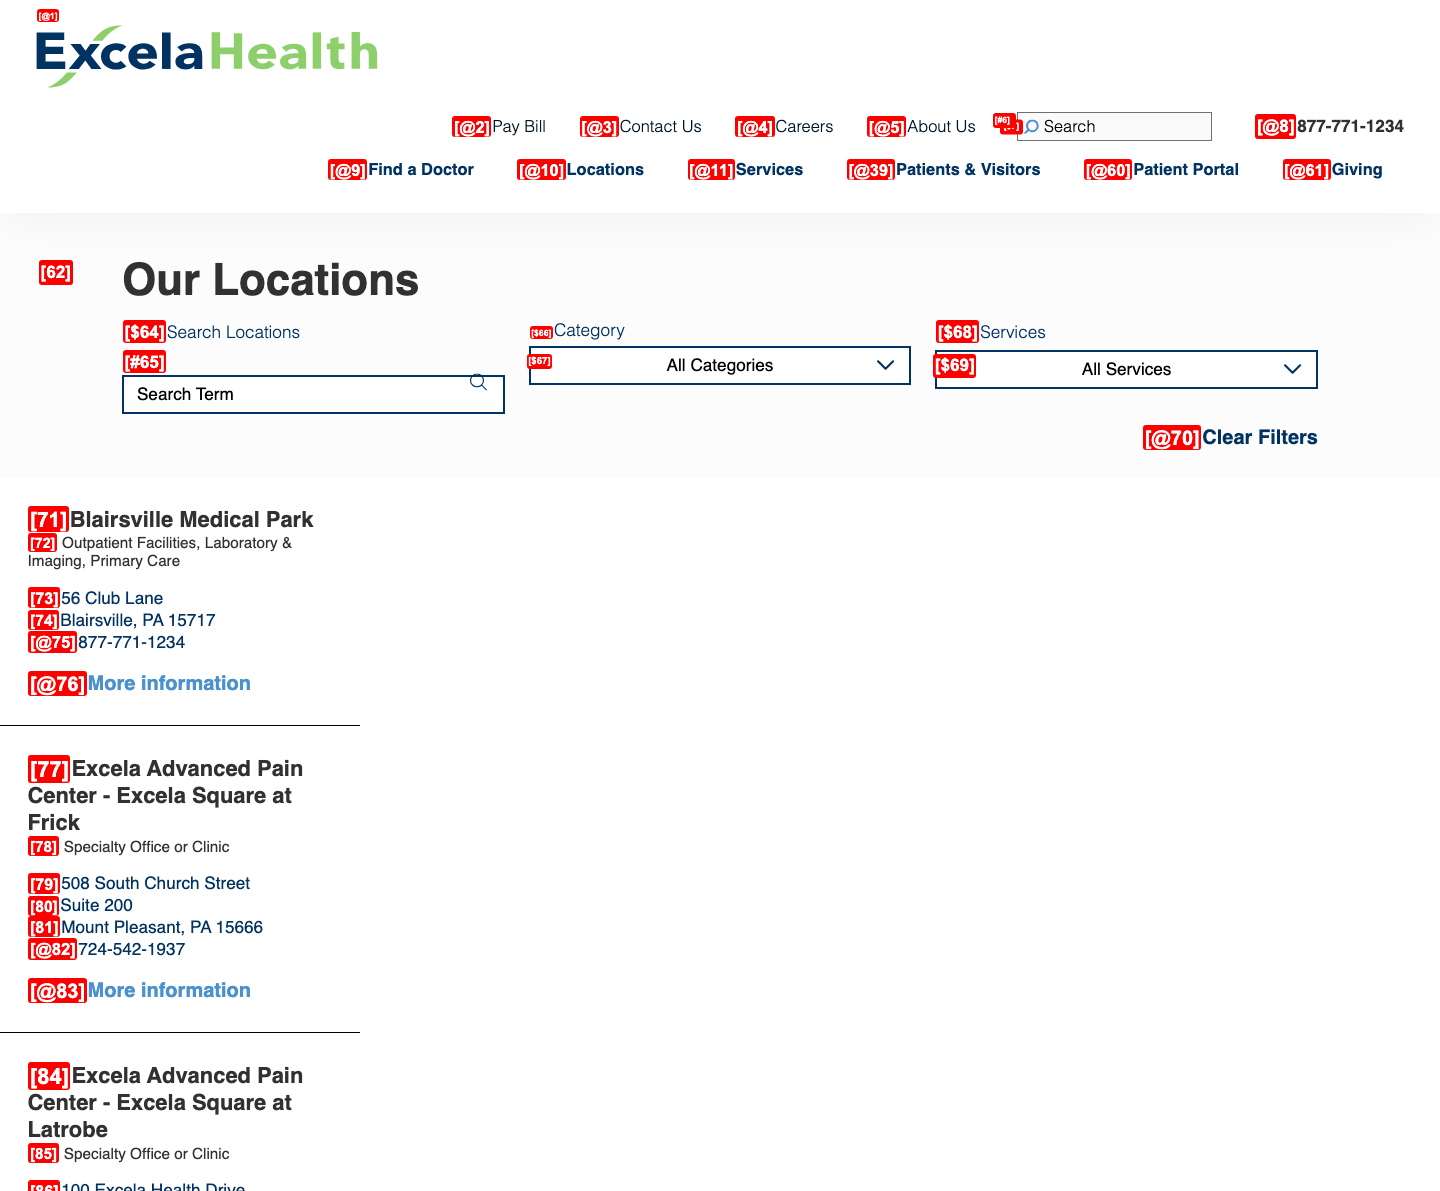 [@1]
ExcelaHealth
[@2]Pay Bill [@3]Contact Us [@4]Careers [@5]About Us [#6] Search [@8]877-771-1234
[@9]Find a Doctor [@10]Locations [@11]Services [@39]Patients & Visitors [@60]Patient Portal [@61]Giving
[62] Our Locations
[$64]Search Locations [$66]Category [$68]Services
[#65] [$67] All Categories [$69] All Services
Search Term
[@70]Clear Filters
[71]Blairsville Medical Park
[72] Outpatient Facilities, Laboratory &
Imaging, Primary Care
[73]56 Club Lane
[74]Blairsville, PA 15717
[@75]877-771-1234
[@76]More information
[77]Excela Advanced Pain
Center - Excela Square at
Frick
[78] Specialty Office or Clinic
[79]508 South Church Street
[80]Suite 200
[81]Mount Pleasant, PA 15666
[@82]724-542-1937
[@83]More information
[84]Excela Advanced Pain
Center - Excela Square at
Latrobe
[85] Specialty Office or Clinic
[86]100 Excela Health Drive